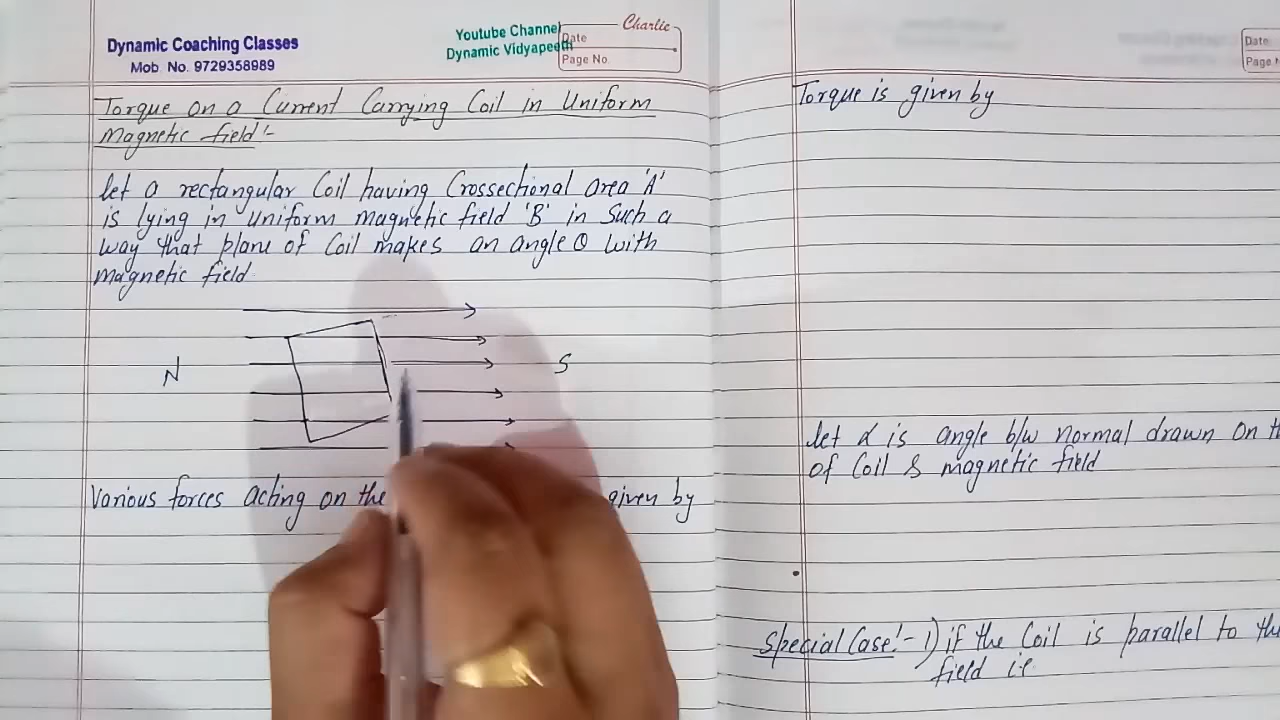 Dynamic Coaching Classes
Mob. No. 9729358989
Youtube Channel
Dynamic Vidyapeeth
Charlie
Date
Page No.
Torque on a Current Carrying Coil in Uniform
Magnetic field:-
let a rectangular Coil having Crossectional area 'A'
is lying in uniform magnetic field 'B' in Such a
way that plane of Coil makes an angle θ with
magnetic field.
N
S
Various forces acting on the
given by
Date:
Page
Torque is given by
let α is angle b/w normal drawn on
of Coil & magnetic field
Special Case:- 1) if the Coil is parallel to
field i.e